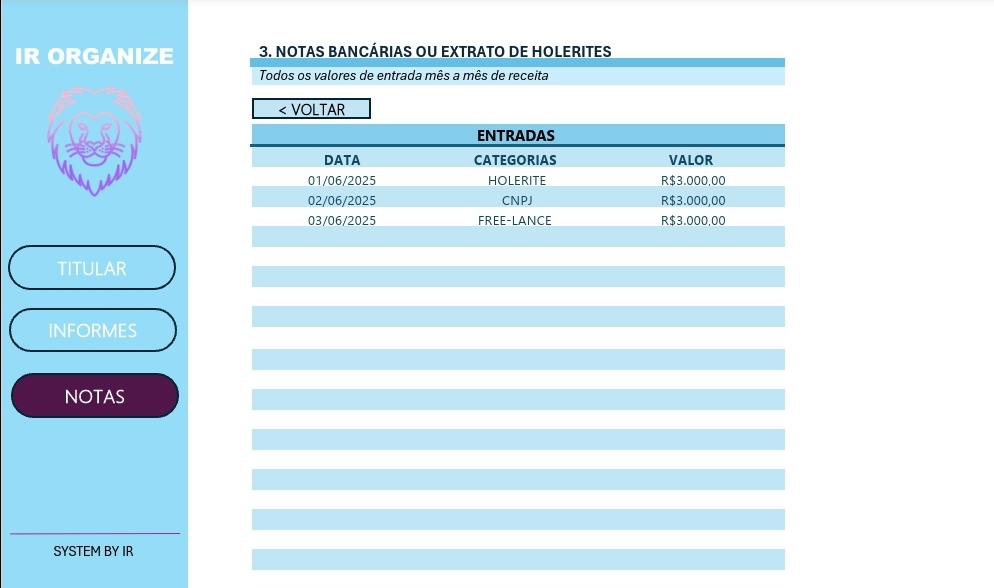 IR ORGANIZE
TITULAR
INFORMES
NOTAS
SYSTEM BY IR
3. NOTAS BANCÁRIAS OU EXTRATO DE HOLERITES
Todos os valores de entrada mês a mês de receita
< VOLTAR
ENTRADAS
DATA CATEGORIAS VALOR
01/06/2025 HOLERITE R$3.000,00
02/06/2025 CNPJ R$3.000,00
03/06/2025 FREE-LANCE R$3.000,00